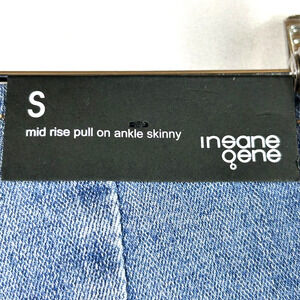 S
mid rise pull on ankle skinny
insane
gene